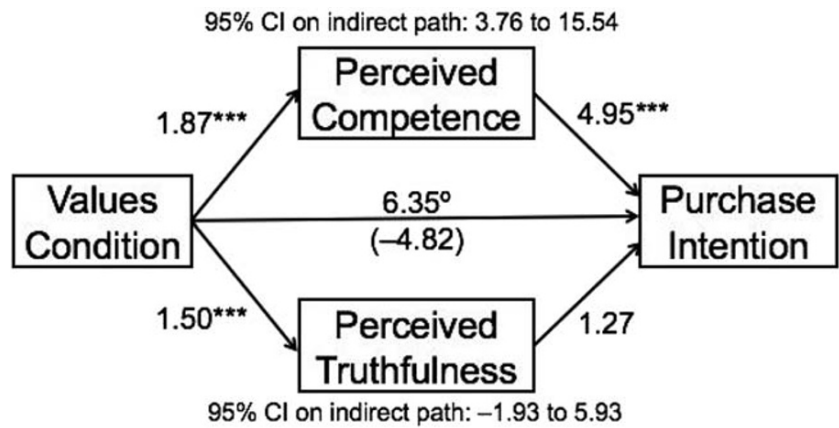 95% CI on indirect path: 3.76 to 15.54
Perceived
Competence
1.87***
4.95***
Values
Condition
6.35º
(–4.82)
Purchase
Intention
1.50***
Perceived
Truthfulness
1.27
95% CI on indirect path: –1.93 to 5.93